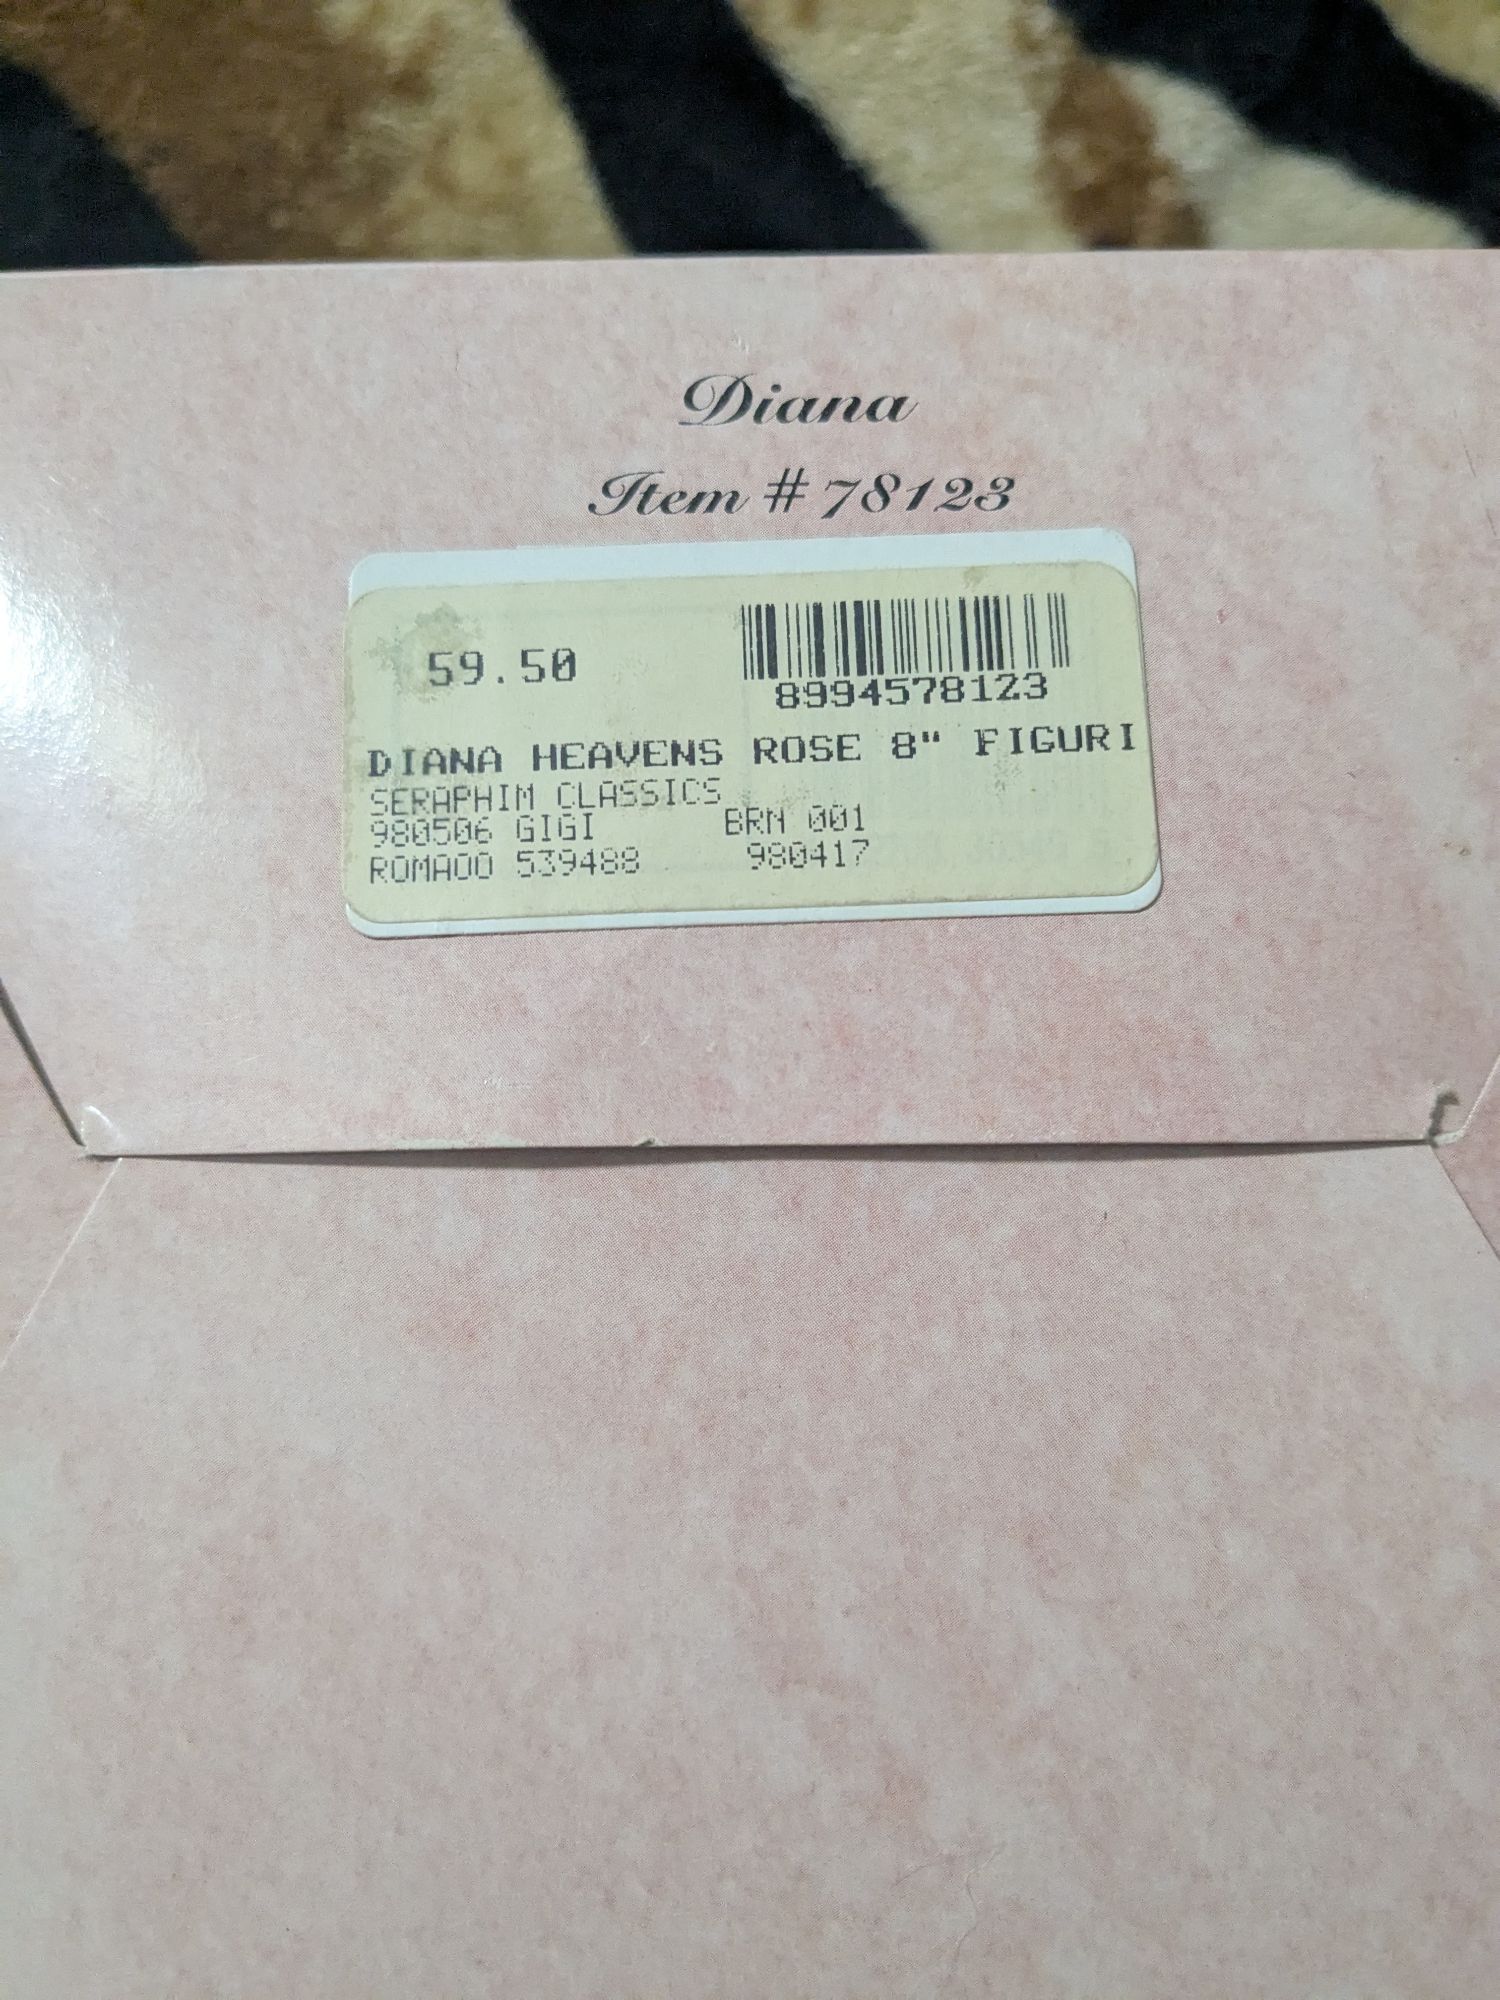 Diana
Item # 78123
59.50
8994578123
DIANA HEAVENS ROSE 8" FIGURI
SERAPHIM CLASSICS
980506 GIGI BRN 001
ROMA00 539488 980417